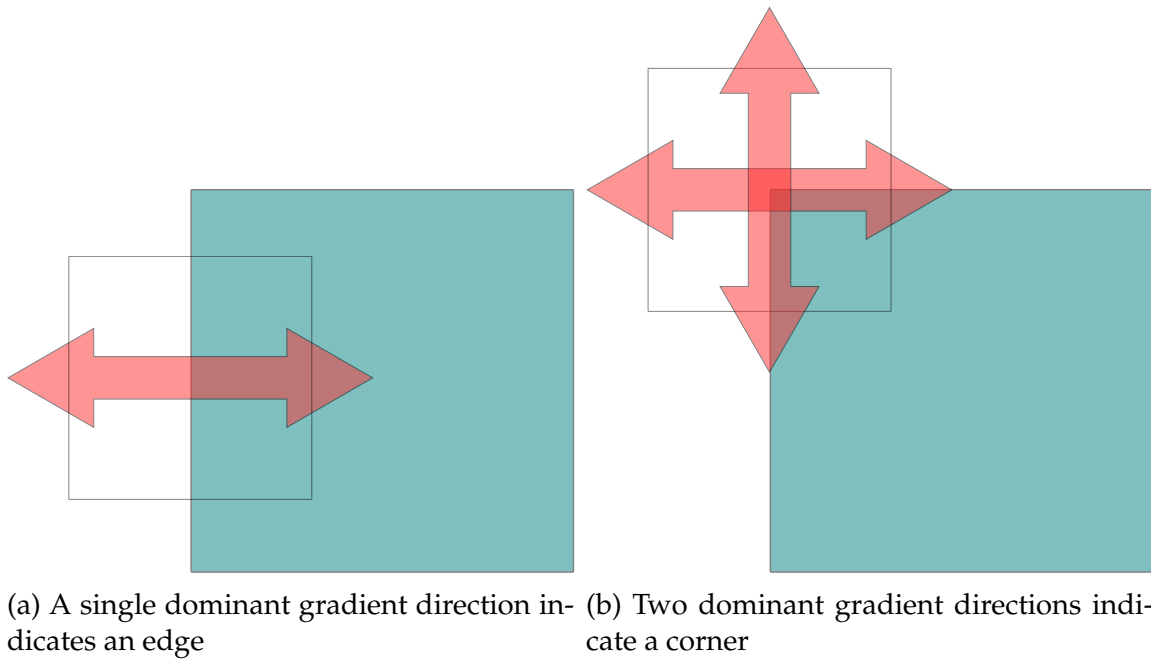 (a) A single dominant gradient direction in-
dicates an edge
(b) Two dominant gradient directions indi-
cate a corner